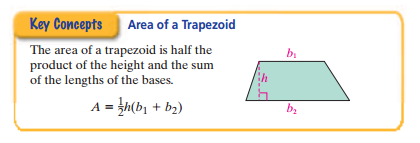 Key Concepts Area of a Trapezoid
The area of a trapezoid is half the
product of the height and the sum
of the lengths of the bases.
A = ½h(b₁ + b₂)
b₁
h
b₂